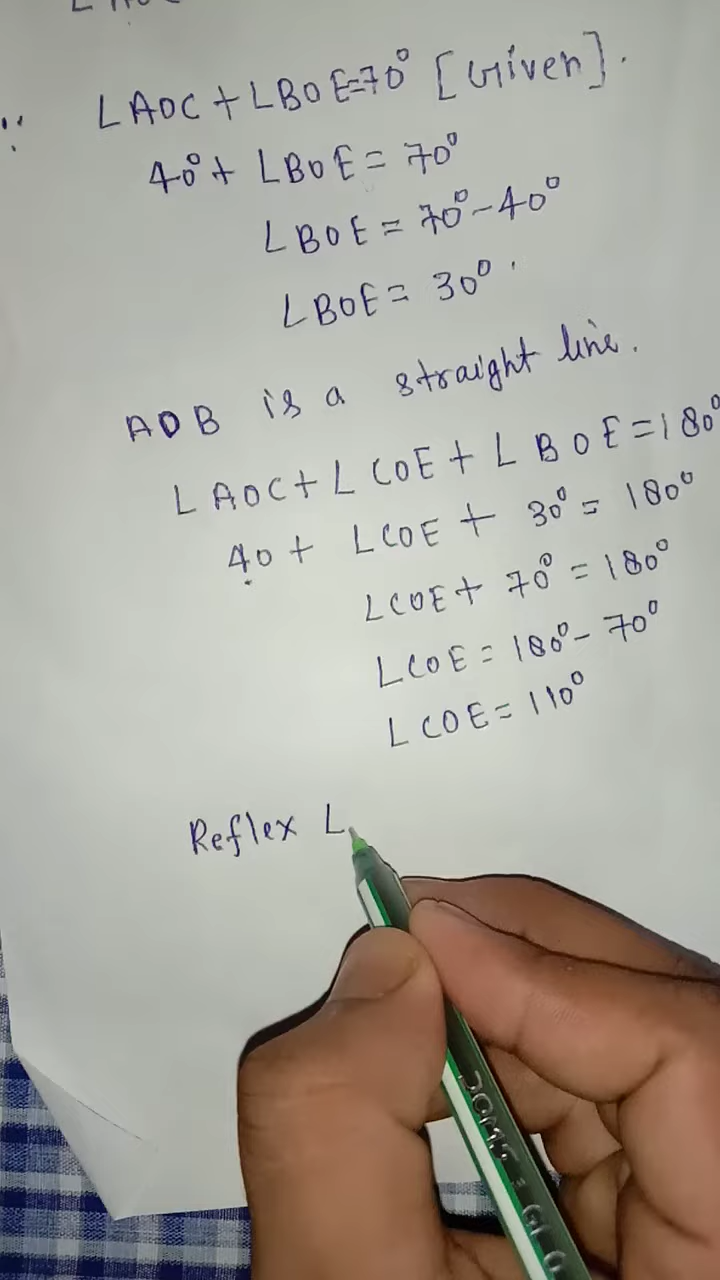 ∵ ∠AOC + ∠BOE = 70° [Given].
40° + ∠BOE = 70°
∠BOE = 70° - 40°
∠BOE = 30°.
AOB is a straight line.
∠AOC + ∠COE + ∠BOE = 180°
40 + ∠COE + 30° = 180°
∠COE + 70° = 180°
∠COE = 180° - 70°
∠COE = 110°
Reflex ∠
DOMS